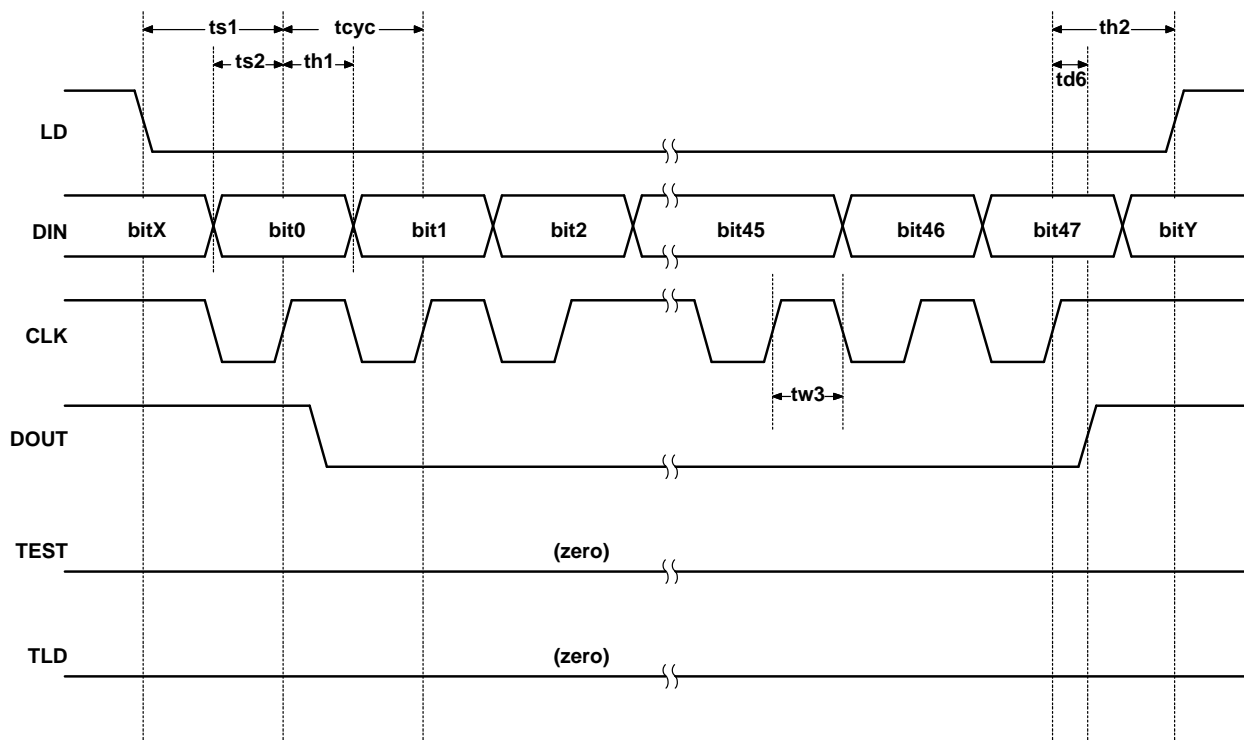 ts1 tcyc th2
ts2 th1 td6
LD
DIN bitX bit0 bit1 bit2 bit45 bit46 bit47 bitY
CLK
tw3
DOUT
TEST (zero)
TLD (zero)